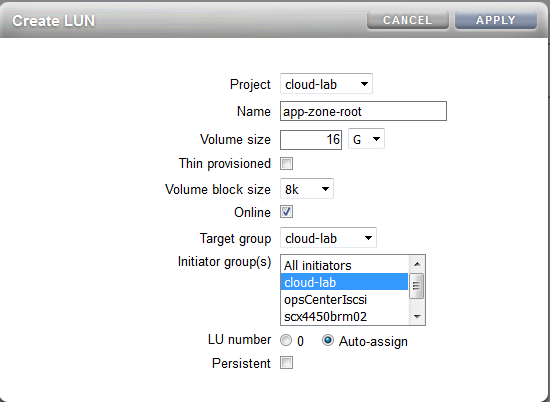 Create LUN CANCEL APPLY
Project cloud-lab
Name app-zone-root
Volume size 16 G
Thin provisioned
Volume block size 8k
Online
Target group cloud-lab
Initiator group(s) All initiators
cloud-lab
opsCenterIscsi
scx4450brm02
LU number 0 Auto-assign
Persistent